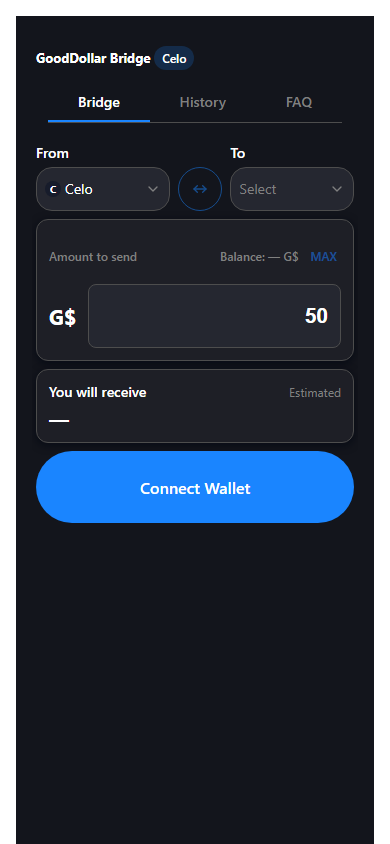 GoodDollar Bridge Celo
Bridge History FAQ
From To
C Celo Select
Amount to send Balance: — G$ MAX
G$ 50
You will receive Estimated
—
Connect Wallet